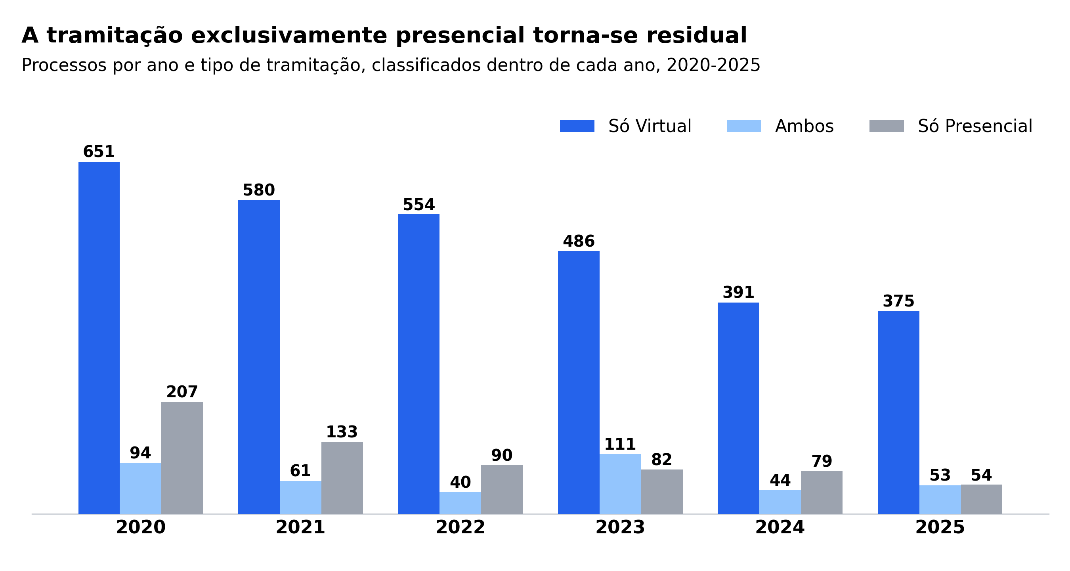 A tramitação exclusivamente presencial torna-se residual
Processos por ano e tipo de tramitação, classificados dentro de cada ano, 2020-2025
Só Virtual Ambos Só Presencial
651 94 207
580 61 133
554 40 90
486 111 82
391 44 79
375 53 54
2020 2021 2022 2023 2024 2025